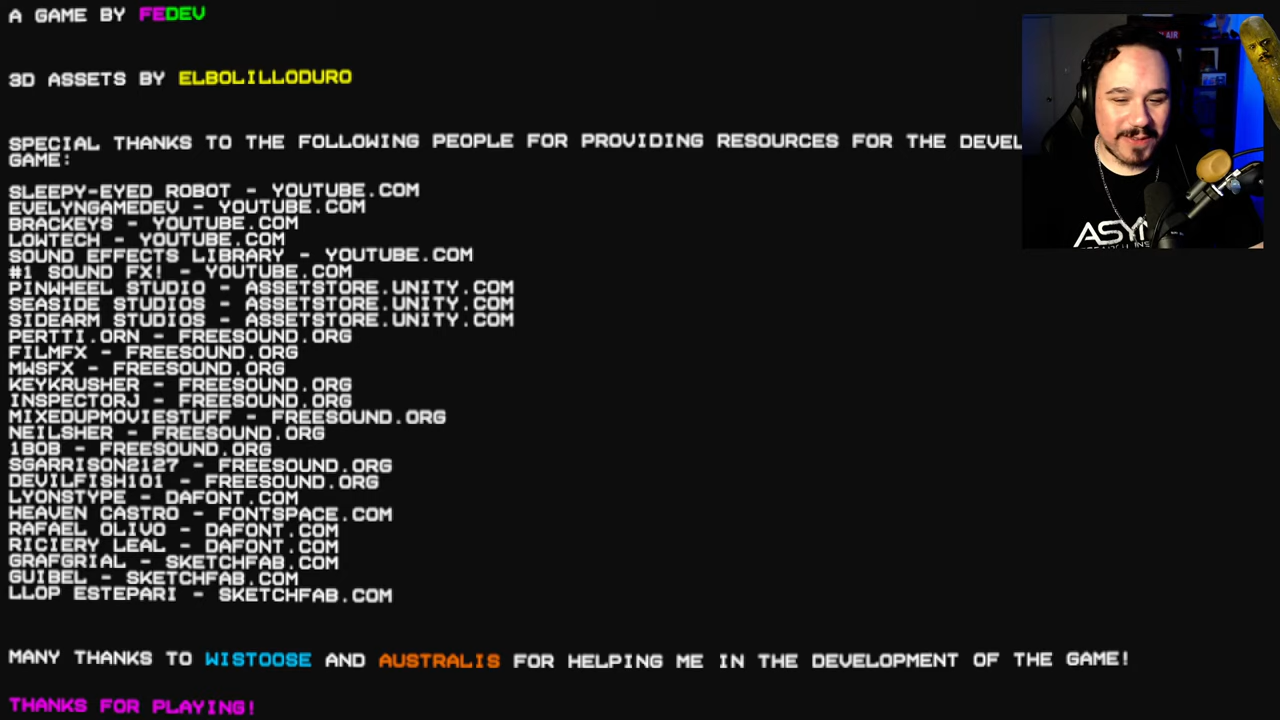 A GAME BY FEDEV
3D ASSETS BY ELBOLILLODURO
SPECIAL THANKS TO THE FOLLOWING PEOPLE FOR PROVIDING RESOURCES FOR THE
GAME:
SLEEPY-EYED ROBOT - YOUTUBE.COM
EVELYNGAMEDEV - YOUTUBE.COM
BRACKEYS - YOUTUBE.COM
LOWTECH - YOUTUBE.COM
SOUND EFFECTS LIBRARY - YOUTUBE.COM
#1 SOUND FX! - YOUTUBE.COM
PINWHEEL STUDIO - ASSETSTORE.UNITY.COM
SEASIDE STUDIOS - ASSETSTORE.UNITY.COM
SIDEARM STUDIOS - ASSETSTORE.UNITY.COM
PERTTI.ORN - FREESOUND.ORG
FILMFX - FREESOUND.ORG
MWSFX - FREESOUND.ORG
KEYKRUSHER - FREESOUND.ORG
INSPECTORJ - FREESOUND.ORG
MIXEDUPMOVIESTUFF - FREESOUND.ORG
NEILSHER - FREESOUND.ORG
1BOB - FREESOUND.ORG
SGARRISON2127 - FREESOUND.ORG
DEVILFISH101 - FREESOUND.ORG
LYONSTYPE - DAFONT.COM
HEAVEN CASTRO - FONTSPACE.COM
RAFAEL OLIVO - DAFONT.COM
RICIERY LEAL - DAFONT.COM
GRAFGRIAL - SKETCHFAB.COM
GUIBEL - SKETCHFAB.COM
LLOP ESTEPARI - SKETCHFAB.COM
MANY THANKS TO WISTOOSE AND AUSTRALIS FOR HELPING ME IN THE DEVELOPMENT OF THE GAME!
THANKS FOR PLAYING!